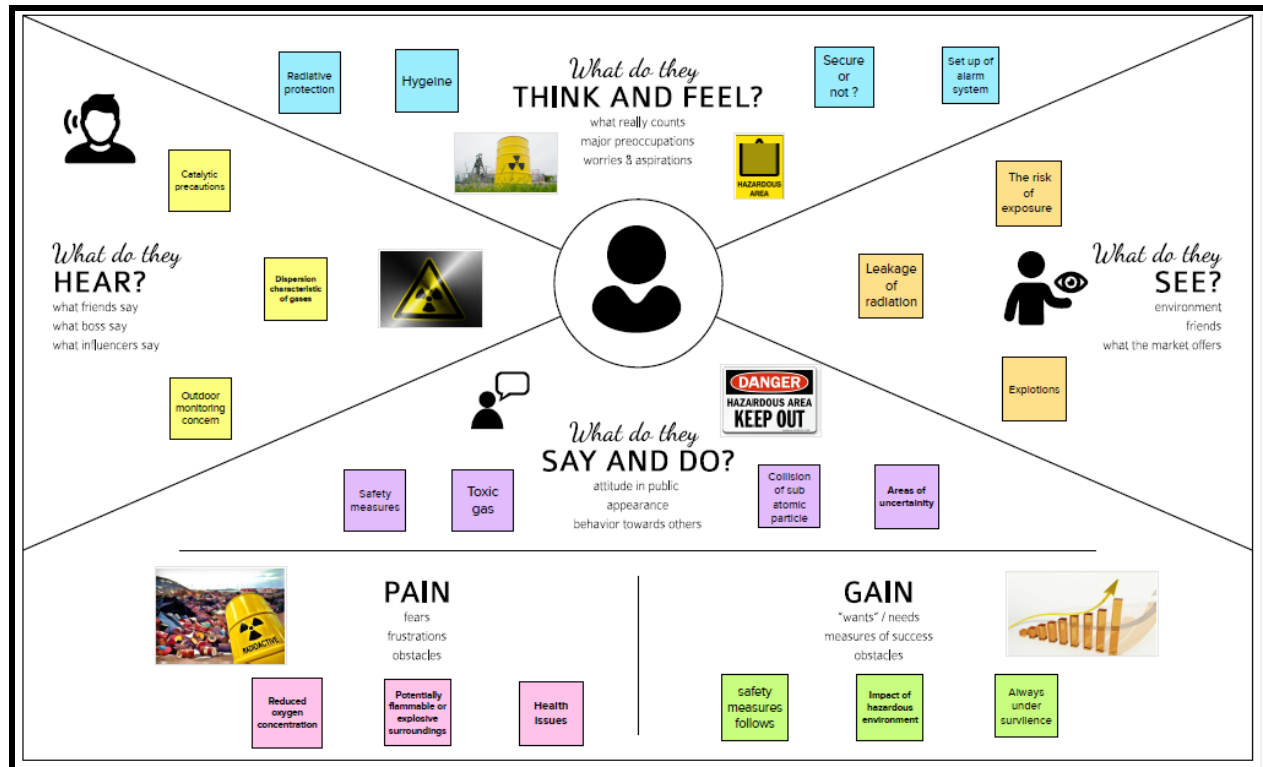 What do they
THINK AND FEEL?
what really counts
major preoccupations
worries & aspirations
Radiative
protection
Hygeine
Secure
or
not ?
Set up of
alarm
system
HAZARDOUS
AREA
What do they
HEAR?
what friends say
what boss say
what influencers say
Catalytic
precautions
Dispersion
characteristic
of gases
Outdoor
monitoring
concern
What do they
SEE?
environment
friends
what the market offers
The risk
of
exposure
Leakage
of
radiation
Explotions
What do they
SAY AND DO?
attitude in public
appearance
behavior towards others
DANGER
HAZARDOUS AREA
KEEP OUT
Safety
measures
Toxic
gas
Collision
of sub
atomic
particle
Areas of
uncertainity
PAIN
fears
frustrations
obstacles
RADIOACTIVE
Reduced
oxygen
concentration
Potentially
flammable or
explosive
surroundings
Health
issues
GAIN
"wants" / needs
measures of success
obstacles
safety
measures
follows
Impact of
hazardous
environment
Always
under
survilence